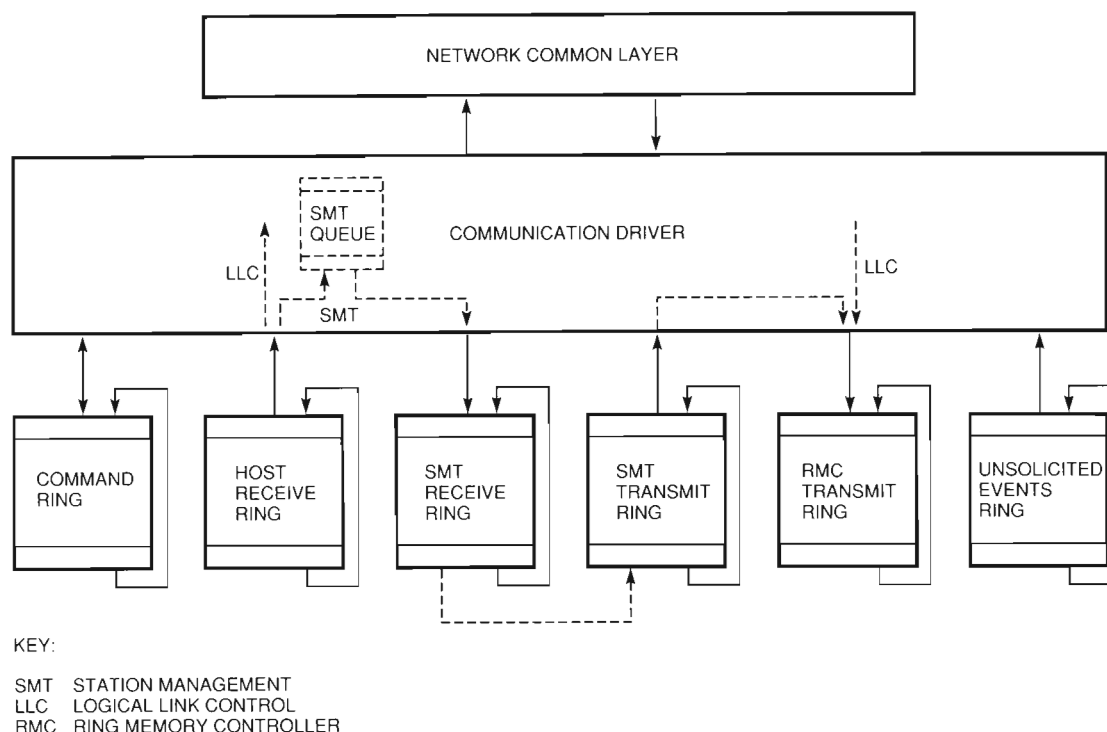 NETWORK COMMON LAYER
SMT
QUEUE
COMMUNICATION DRIVER
LLC
SMT
LLC
COMMAND
RING
HOST
RECEIVE
RING
SMT
RECEIVE
RING
SMT
TRANSMIT
RING
RMC
TRANSMIT
RING
UNSOLICITED
EVENTS
RING
KEY:
SMT STATION MANAGEMENT
LLC LOGICAL LINK CONTROL
RMC RING MEMORY CONTROLLER